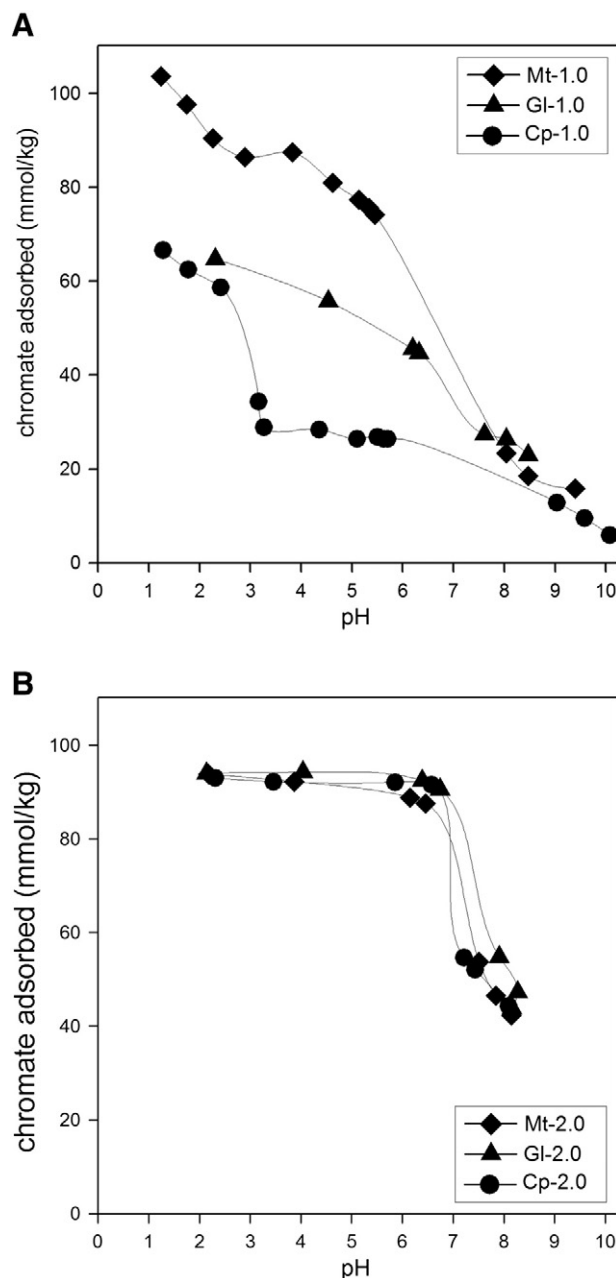 A
Mt-1.0
Gl-1.0
Cp-1.0
chromate adsorbed (mmol/kg)
100
80
60
40
20
0
0 1 2 3 4 5 6 7 8 9 10
pH
B
chromate adsorbed (mmol/kg)
100
80
60
40
20
0
Mt-2.0
Gl-2.0
Cp-2.0
0 1 2 3 4 5 6 7 8 9 10
pH